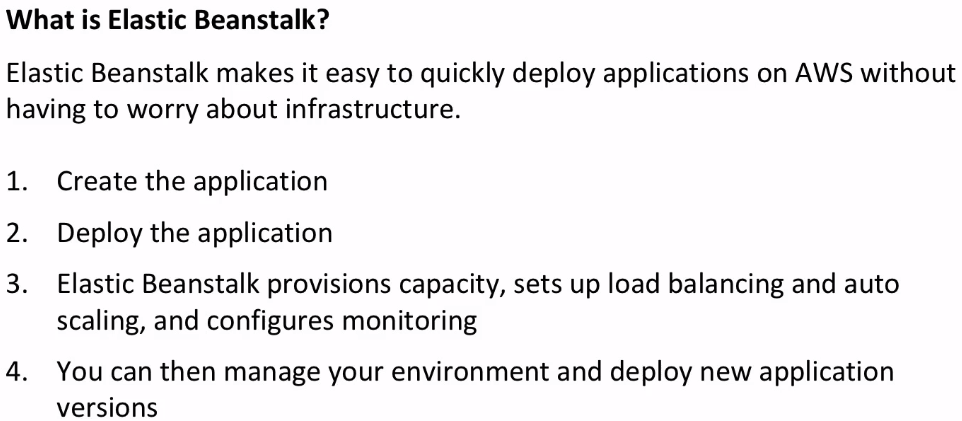 What is Elastic Beanstalk?
Elastic Beanstalk makes it easy to quickly deploy applications on AWS without
having to worry about infrastructure.
1. Create the application
2. Deploy the application
3. Elastic Beanstalk provisions capacity, sets up load balancing and auto
scaling, and configures monitoring
4. You can then manage your environment and deploy new application
versions